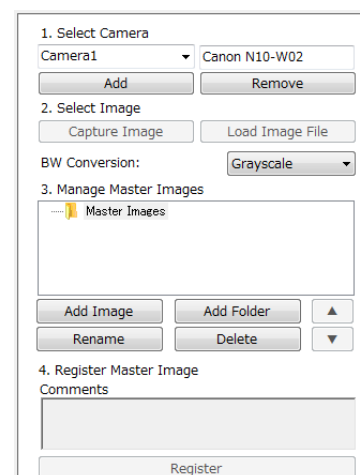 1. Select Camera
Camera1 Canon N10-W02
Add Remove
2. Select Image
Capture Image Load Image File
BW Conversion: Grayscale
3. Manage Master Images
Master Images
Add Image Add Folder ▲
Rename Delete ▼
4. Register Master Image
Comments
Register